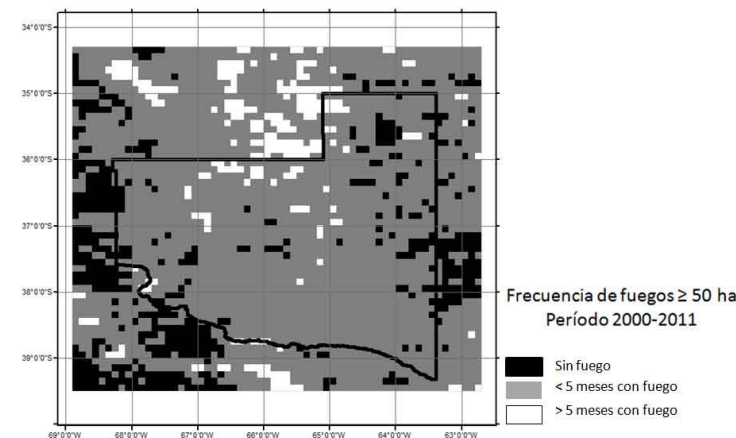 34°0'0"S
35°0'0"S
36°0'0"S
37°0'0"S
38°0'0"S
39°0'0"S
69°0'0"W 68°0'0"W 67°0'0"W 66°0'0"W 65°0'0"W 64°0'0"W 63°0'0"W
Frecuencia de fuegos ≥ 50 ha
Período 2000-2011
Sin fuego
< 5 meses con fuego
> 5 meses con fuego